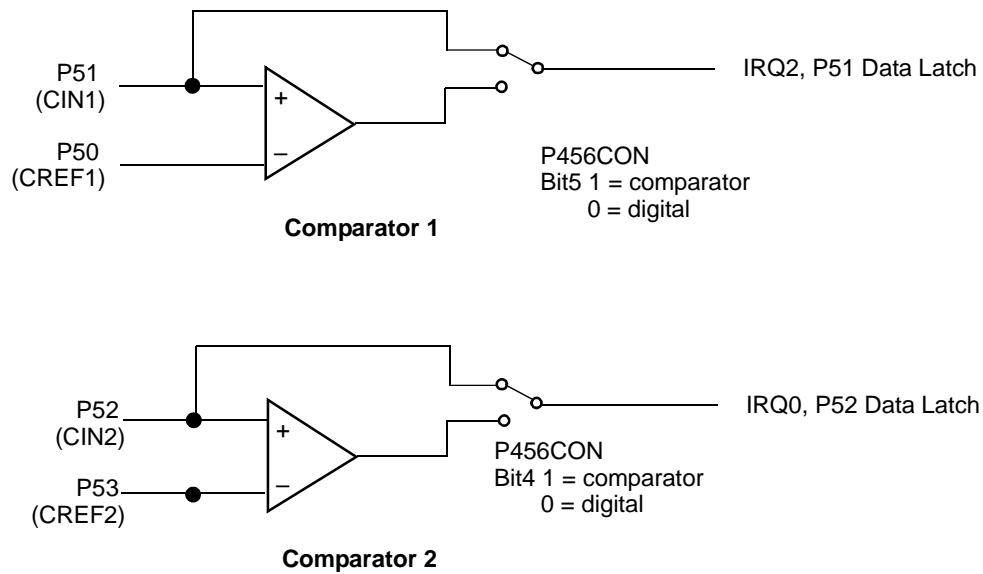 P51
(CIN1)
P50
(CREF1)
+
–
IRQ2, P51 Data Latch
P456CON
Bit5 1 = comparator
0 = digital
Comparator 1
P52
(CIN2)
P53
(CREF2)
+
–
IRQ0, P52 Data Latch
P456CON
Bit4 1 = comparator
0 = digital
Comparator 2